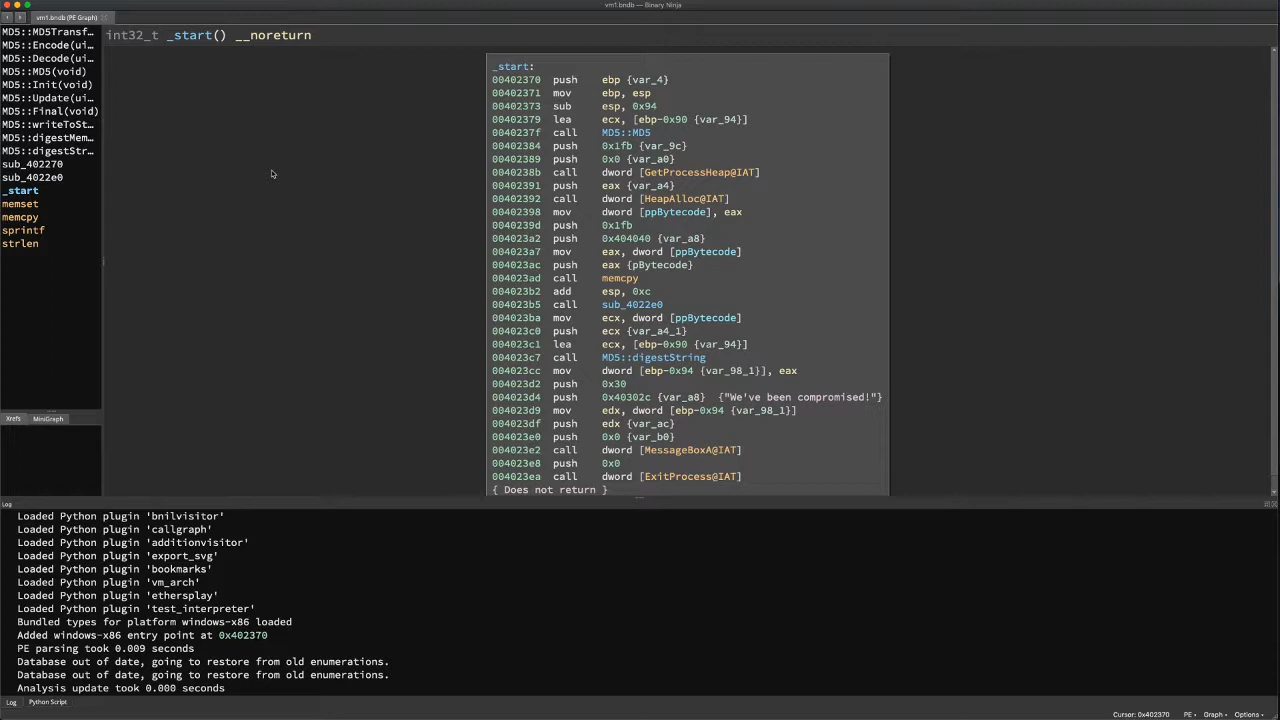 vm1.bndb — Binary Ninja
vm1.bndb (PE Graph)
MD5::MD5Transf…
MD5::Encode(ui…
MD5::Decode(ui…
MD5::MD5(void)
MD5::Init(void)
MD5::Update(ui…
MD5::Final(void)
MD5::writeToSt…
MD5::digestMem…
MD5::digestStr…
sub_402270
sub_4022e0
_start
memset
memcpy
sprintf
strlen
Xrefs MiniGraph
int32_t _start() __noreturn
_start:
00402370 push ebp {var_4}
00402371 mov ebp, esp
00402373 sub esp, 0x94
00402379 lea ecx, [ebp-0x90 {var_94}]
0040237f call MD5::MD5
00402384 push 0x1fb {var_9c}
00402389 push 0x0 {var_a0}
0040238b call dword [GetProcessHeap@IAT]
00402391 push eax {var_a4}
00402392 call dword [HeapAlloc@IAT]
00402398 mov dword [ppBytecode], eax
0040239d push 0x1fb
004023a2 push 0x404040 {var_a8}
004023a7 mov eax, dword [ppBytecode]
004023ac push eax {pBytecode}
004023ad call memcpy
004023b2 add esp, 0xc
004023b5 call sub_4022e0
004023ba mov ecx, dword [ppBytecode]
004023c0 push ecx {var_a4_1}
004023c1 lea ecx, [ebp-0x90 {var_94}]
004023c7 call MD5::digestString
004023cc mov dword [ebp-0x94 {var_98_1}], eax
004023d2 push 0x30
004023d4 push 0x40302c {var_a8} {"We've been compromised!"}
004023d9 mov edx, dword [ebp-0x94 {var_98_1}]
004023df push edx {var_ac}
004023e0 push 0x0 {var_b0}
004023e2 call dword [MessageBoxA@IAT]
004023e8 push 0x0
004023ea call dword [ExitProcess@IAT]
{ Does not return }
Log
Loaded Python plugin 'bnilvisitor'
Loaded Python plugin 'callgraph'
Loaded Python plugin 'additionvisitor'
Loaded Python plugin 'export_svg'
Loaded Python plugin 'bookmarks'
Loaded Python plugin 'vm_arch'
Loaded Python plugin 'ethersplay'
Loaded Python plugin 'test_interpreter'
Bundled types for platform windows-x86 loaded
Added windows-x86 entry point at 0x402370
PE parsing took 0.009 seconds
Database out of date, going to restore from old enumerations.
Database out of date, going to restore from old enumerations.
Analysis update took 0.000 seconds
Log Python Script
Cursor: 0x402370 PE Graph Options